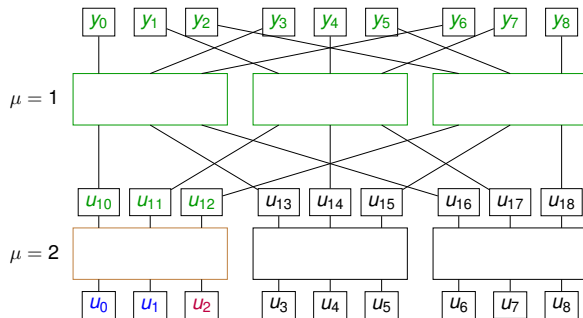 y0 y1 y2 y3 y4 y5 y6 y7 y8
μ = 1
u10 u11 u12 u13 u14 u15 u16 u17 u18
μ = 2
u0 u1 u2 u3 u4 u5 u6 u7 u8